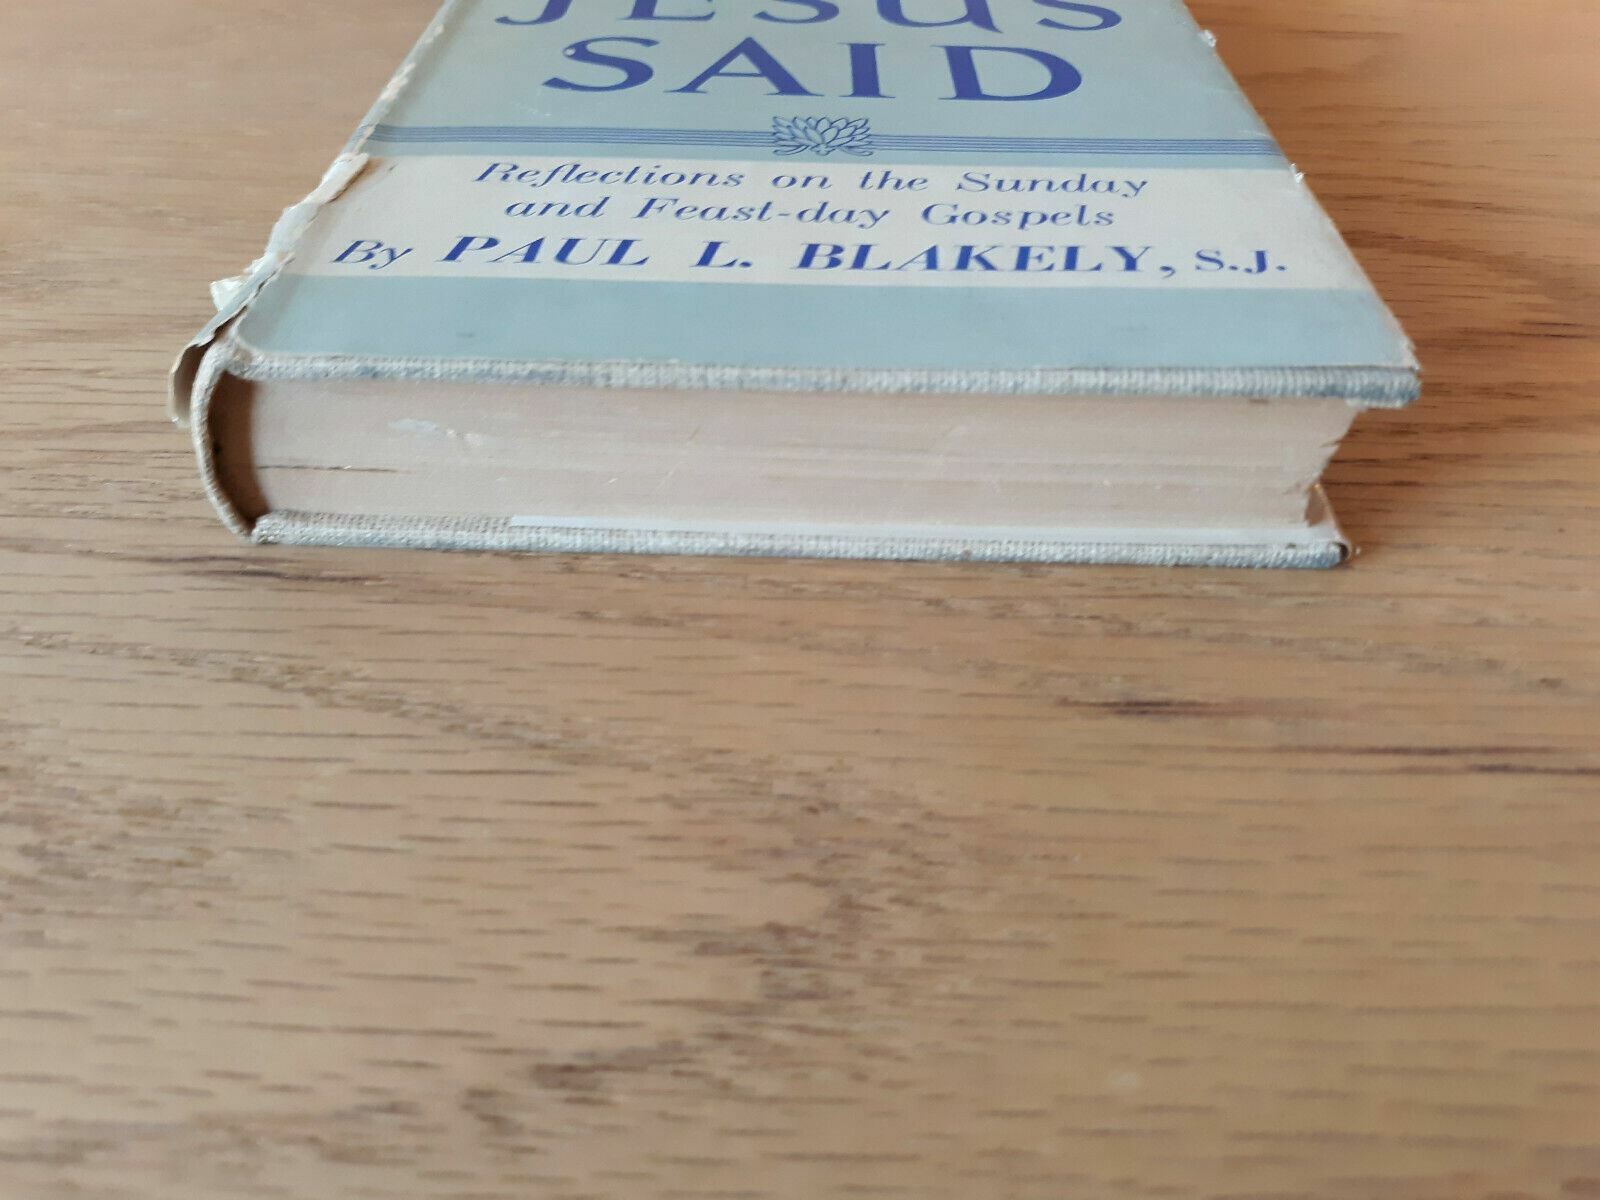 JESUS
SAID
Reflections on the Sunday
and Feast-day Gospels
By PAUL L. BLAKELY, S.J.